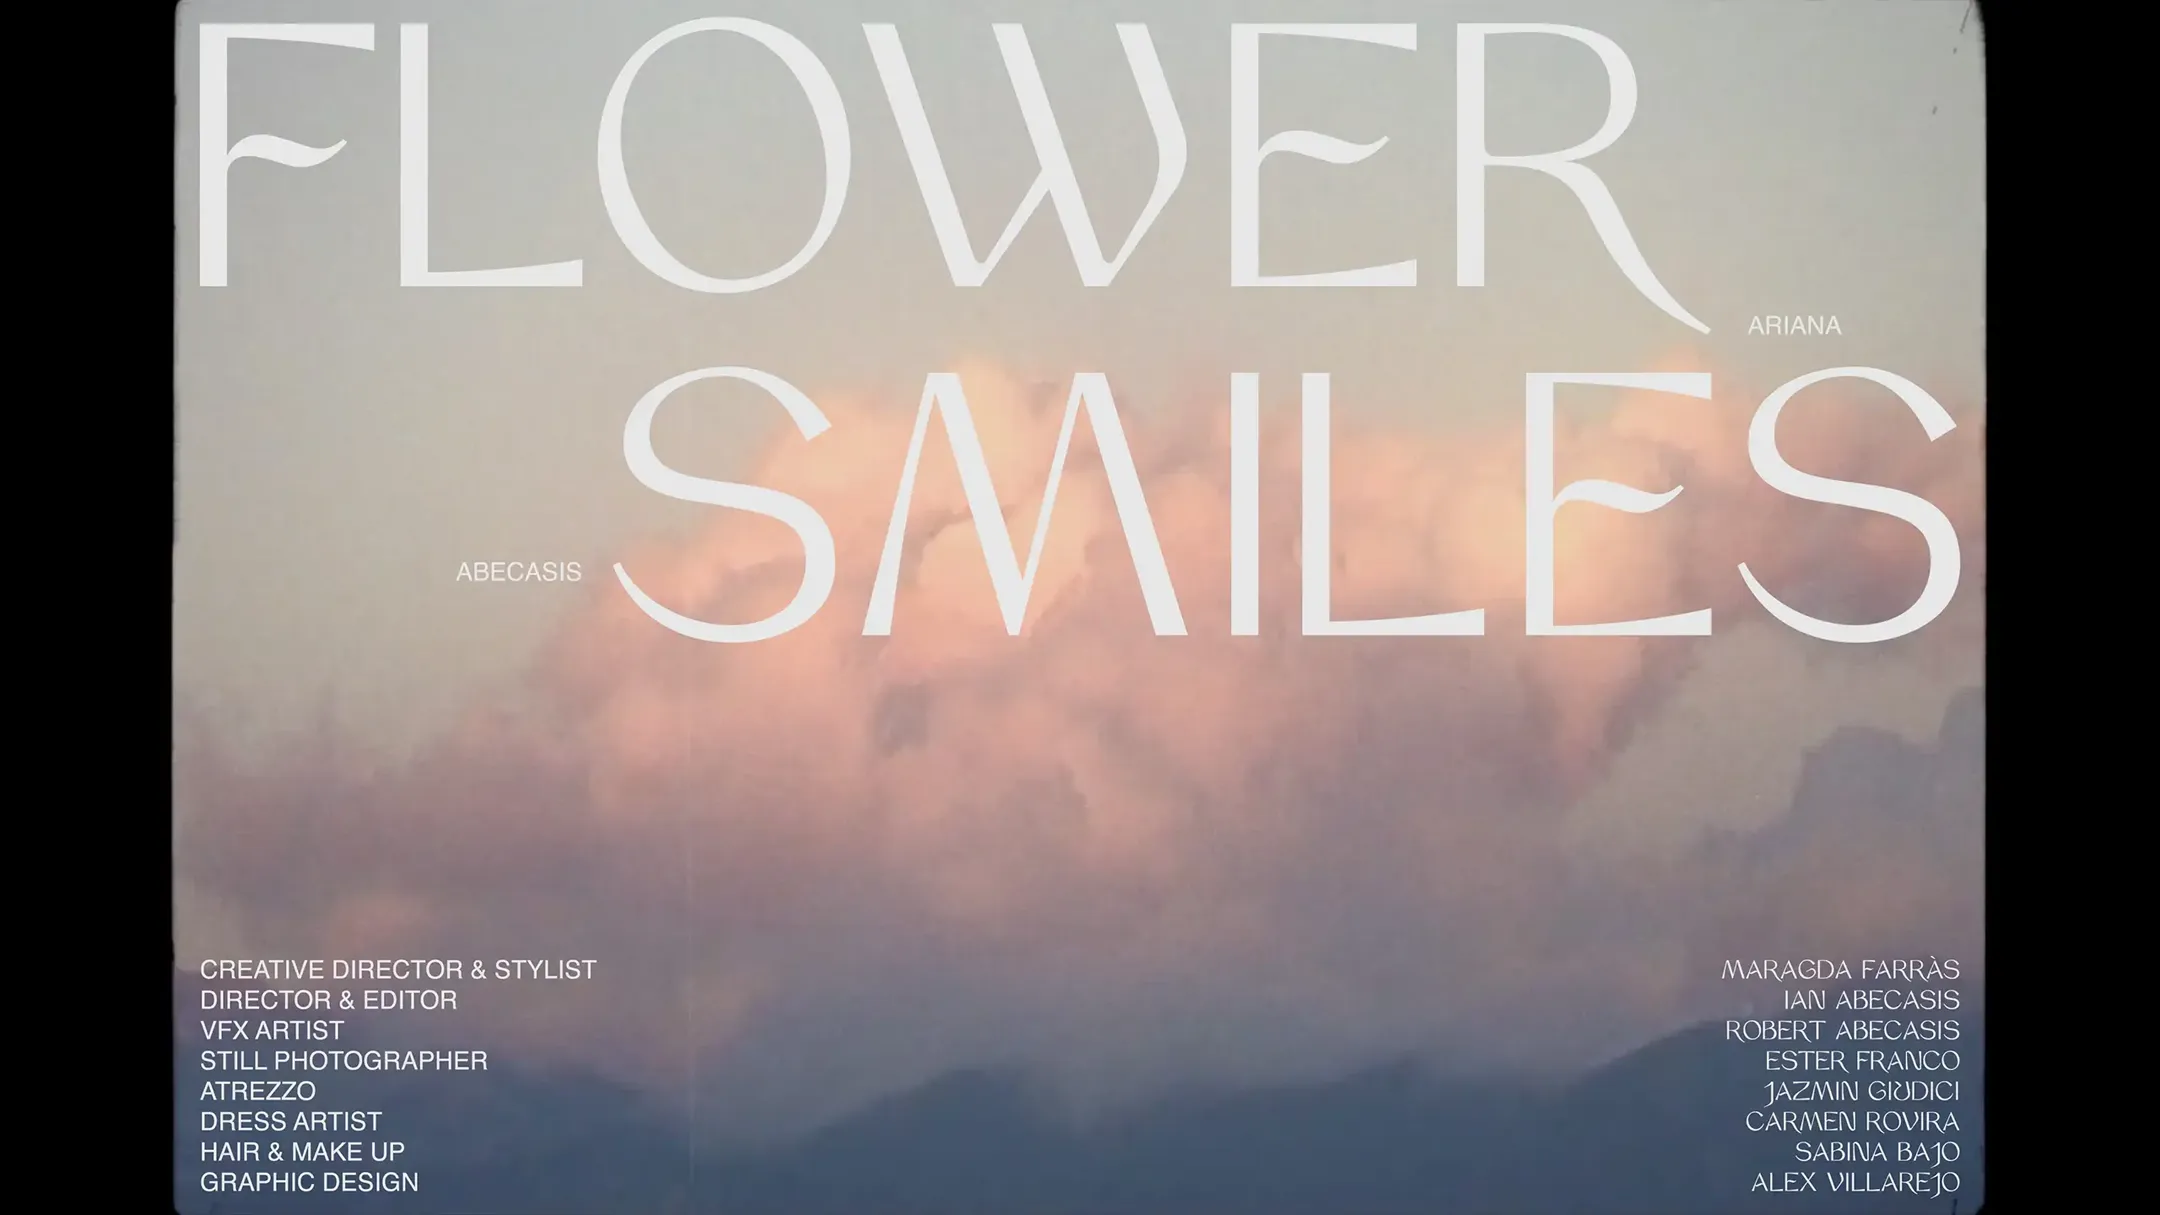 FLOWER
ARIANA
SMILES
ABECASIS
CREATIVE DIRECTOR & STYLIST
DIRECTOR & EDITOR
VFX ARTIST
STILL PHOTOGRAPHER
ATREZZO
DRESS ARTIST
HAIR & MAKE UP
GRAPHIC DESIGN
MARAGDA FARRÀS
IAN ABECASIS
ROBERT ABECASIS
ESTER FRANCO
JAZMIN GIUDICI
CARMEN ROVIRA
SABINA BAJO
ALEX VILLAREJO